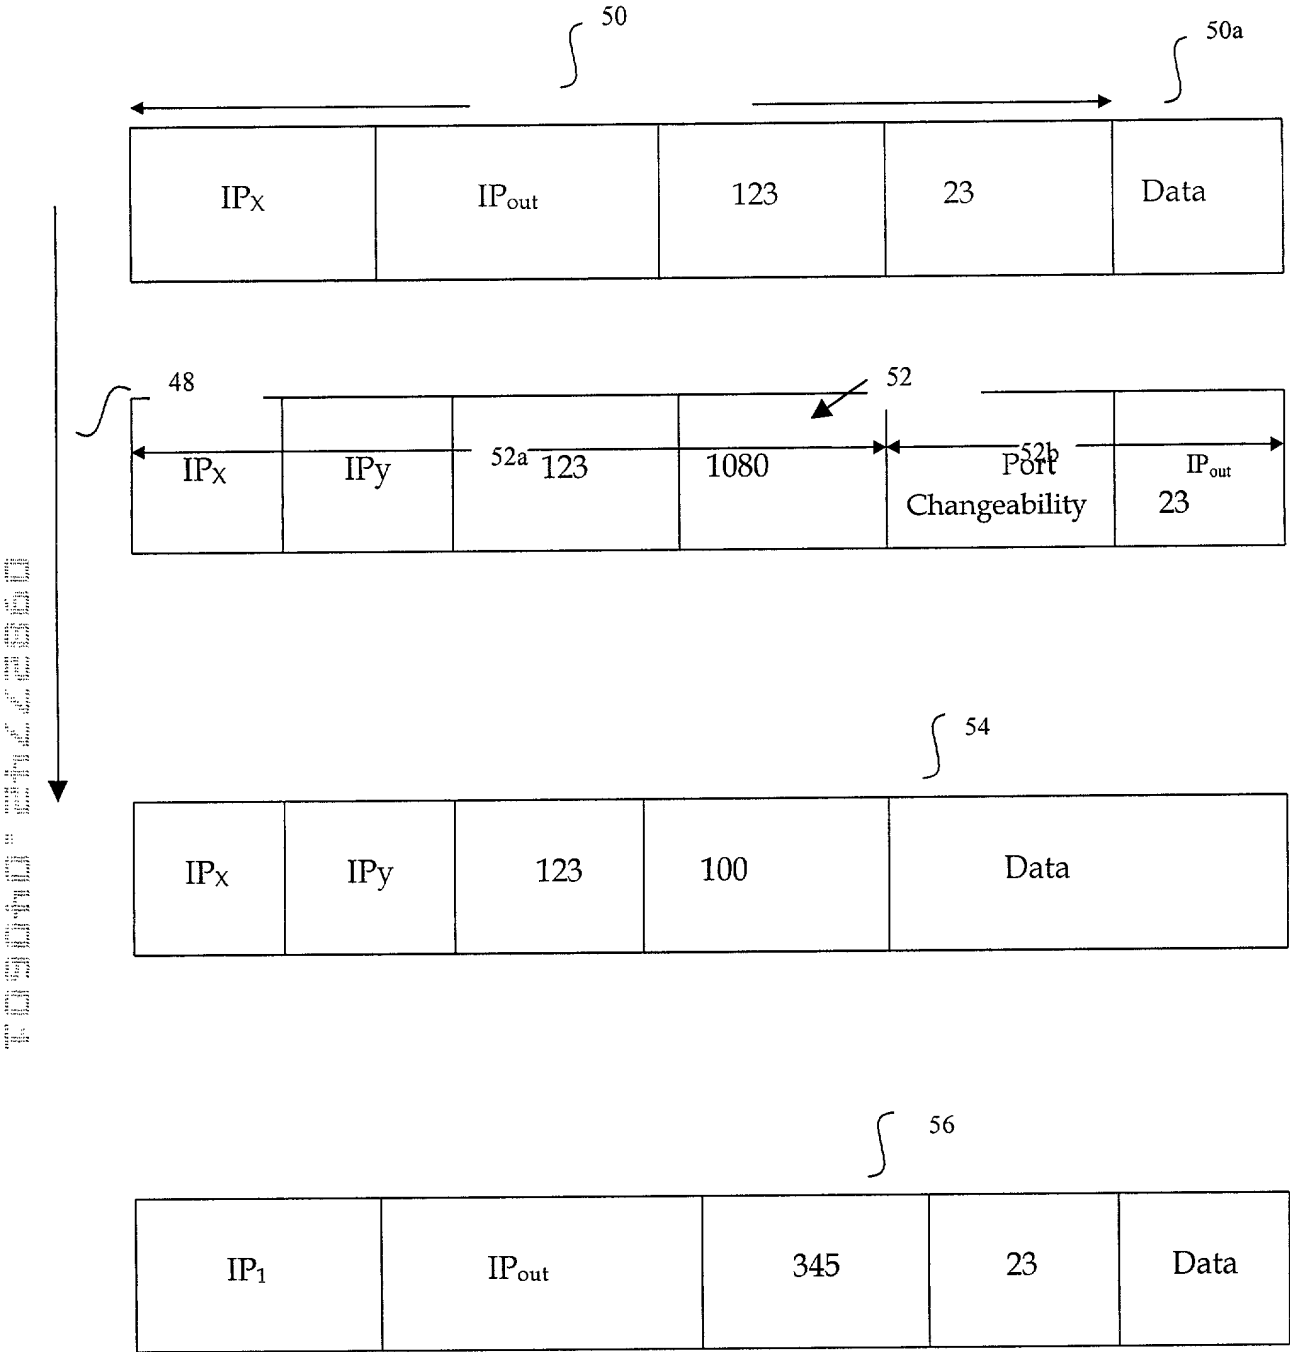 50
50a
IPX IPout 123 23 Data
48
52
52a
52b
IPX IPy 123 1080 Port Changeability IPout 23
54
IPX IPy 123 100 Data
56
IP1 IPout 345 23 Data